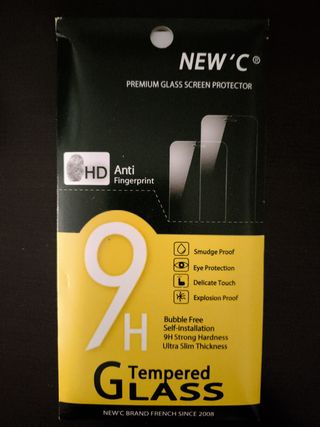 NEW'C®
PREMIUM GLASS SCREEN PROTECTOR
HD Anti
Fingerprint
9H
Smudge Proof
Eye Protection
Delicate Touch
Explosion Proof
Bubble Free
Self-installation
9H Strong Hardness
Ultra Slim Thickness
Tempered
GLASS
NEW'C BRAND FRENCH SINCE 2008